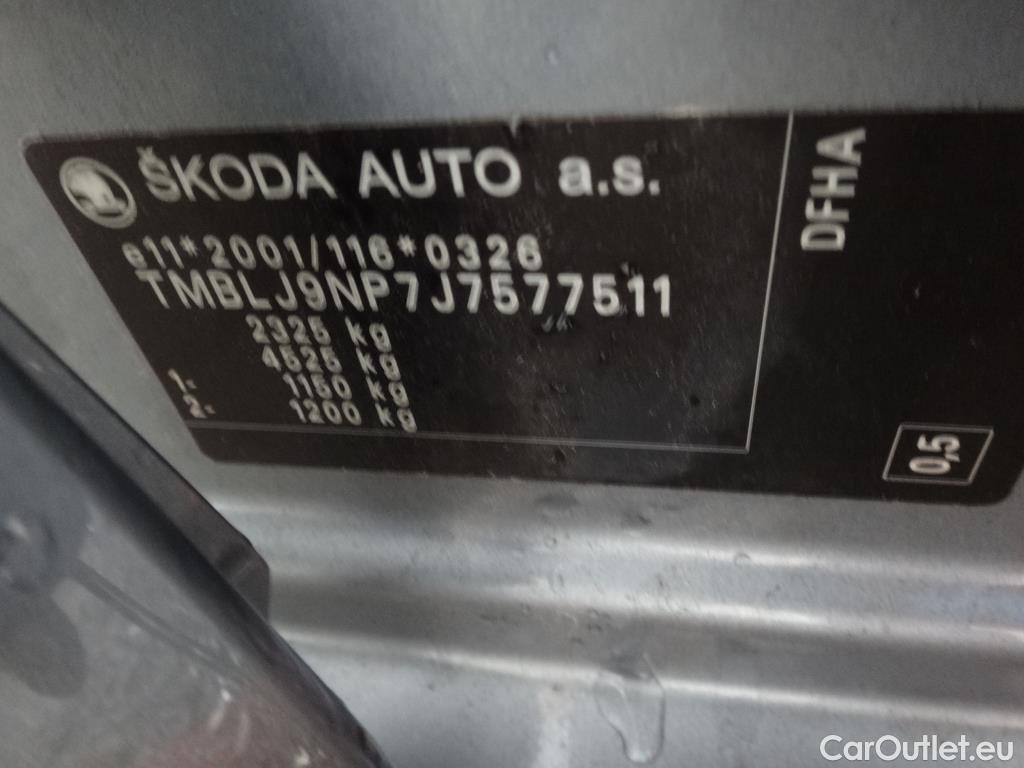 ŠKODA AUTO a.s.
e11*2001/116*0326
TMBLJ9NP7J7577511
2325 kg
4525 kg
1- 1150 kg
2- 1200 kg
DFHA
0,5
CarOutlet.eu